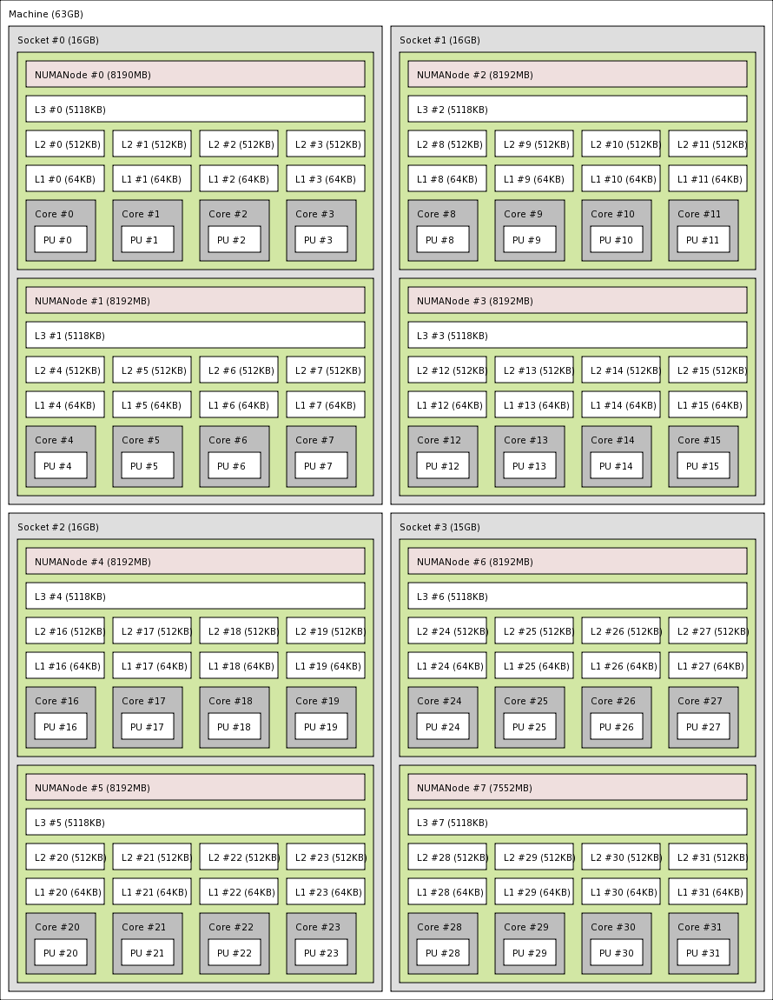 Machine (63GB)
Socket #0 (16GB)
NUMANode #0 (8190MB)
L3 #0 (5118KB)
L2 #0 (512KB) L2 #1 (512KB) L2 #2 (512KB) L2 #3 (512KB)
L1 #0 (64KB) L1 #1 (64KB) L1 #2 (64KB) L1 #3 (64KB)
Core #0 Core #1 Core #2 Core #3
PU #0 PU #1 PU #2 PU #3
NUMANode #1 (8192MB)
L3 #1 (5118KB)
L2 #4 (512KB) L2 #5 (512KB) L2 #6 (512KB) L2 #7 (512KB)
L1 #4 (64KB) L1 #5 (64KB) L1 #6 (64KB) L1 #7 (64KB)
Core #4 Core #5 Core #6 Core #7
PU #4 PU #5 PU #6 PU #7
Socket #1 (16GB)
NUMANode #2 (8192MB)
L3 #2 (5118KB)
L2 #8 (512KB) L2 #9 (512KB) L2 #10 (512KB) L2 #11 (512KB)
L1 #8 (64KB) L1 #9 (64KB) L1 #10 (64KB) L1 #11 (64KB)
Core #8 Core #9 Core #10 Core #11
PU #8 PU #9 PU #10 PU #11
NUMANode #3 (8192MB)
L3 #3 (5118KB)
L2 #12 (512KB) L2 #13 (512KB) L2 #14 (512KB) L2 #15 (512KB)
L1 #12 (64KB) L1 #13 (64KB) L1 #14 (64KB) L1 #15 (64KB)
Core #12 Core #13 Core #14 Core #15
PU #12 PU #13 PU #14 PU #15
Socket #2 (16GB)
NUMANode #4 (8192MB)
L3 #4 (5118KB)
L2 #16 (512KB) L2 #17 (512KB) L2 #18 (512KB) L2 #19 (512KB)
L1 #16 (64KB) L1 #17 (64KB) L1 #18 (64KB) L1 #19 (64KB)
Core #16 Core #17 Core #18 Core #19
PU #16 PU #17 PU #18 PU #19
NUMANode #5 (8192MB)
L3 #5 (5118KB)
L2 #20 (512KB) L2 #21 (512KB) L2 #22 (512KB) L2 #23 (512KB)
L1 #20 (64KB) L1 #21 (64KB) L1 #22 (64KB) L1 #23 (64KB)
Core #20 Core #21 Core #22 Core #23
PU #20 PU #21 PU #22 PU #23
Socket #3 (15GB)
NUMANode #6 (8192MB)
L3 #6 (5118KB)
L2 #24 (512KB) L2 #25 (512KB) L2 #26 (512KB) L2 #27 (512KB)
L1 #24 (64KB) L1 #25 (64KB) L1 #26 (64KB) L1 #27 (64KB)
Core #24 Core #25 Core #26 Core #27
PU #24 PU #25 PU #26 PU #27
NUMANode #7 (7552MB)
L3 #7 (5118KB)
L2 #28 (512KB) L2 #29 (512KB) L2 #30 (512KB) L2 #31 (512KB)
L1 #28 (64KB) L1 #29 (64KB) L1 #30 (64KB) L1 #31 (64KB)
Core #28 Core #29 Core #30 Core #31
PU #28 PU #29 PU #30 PU #31